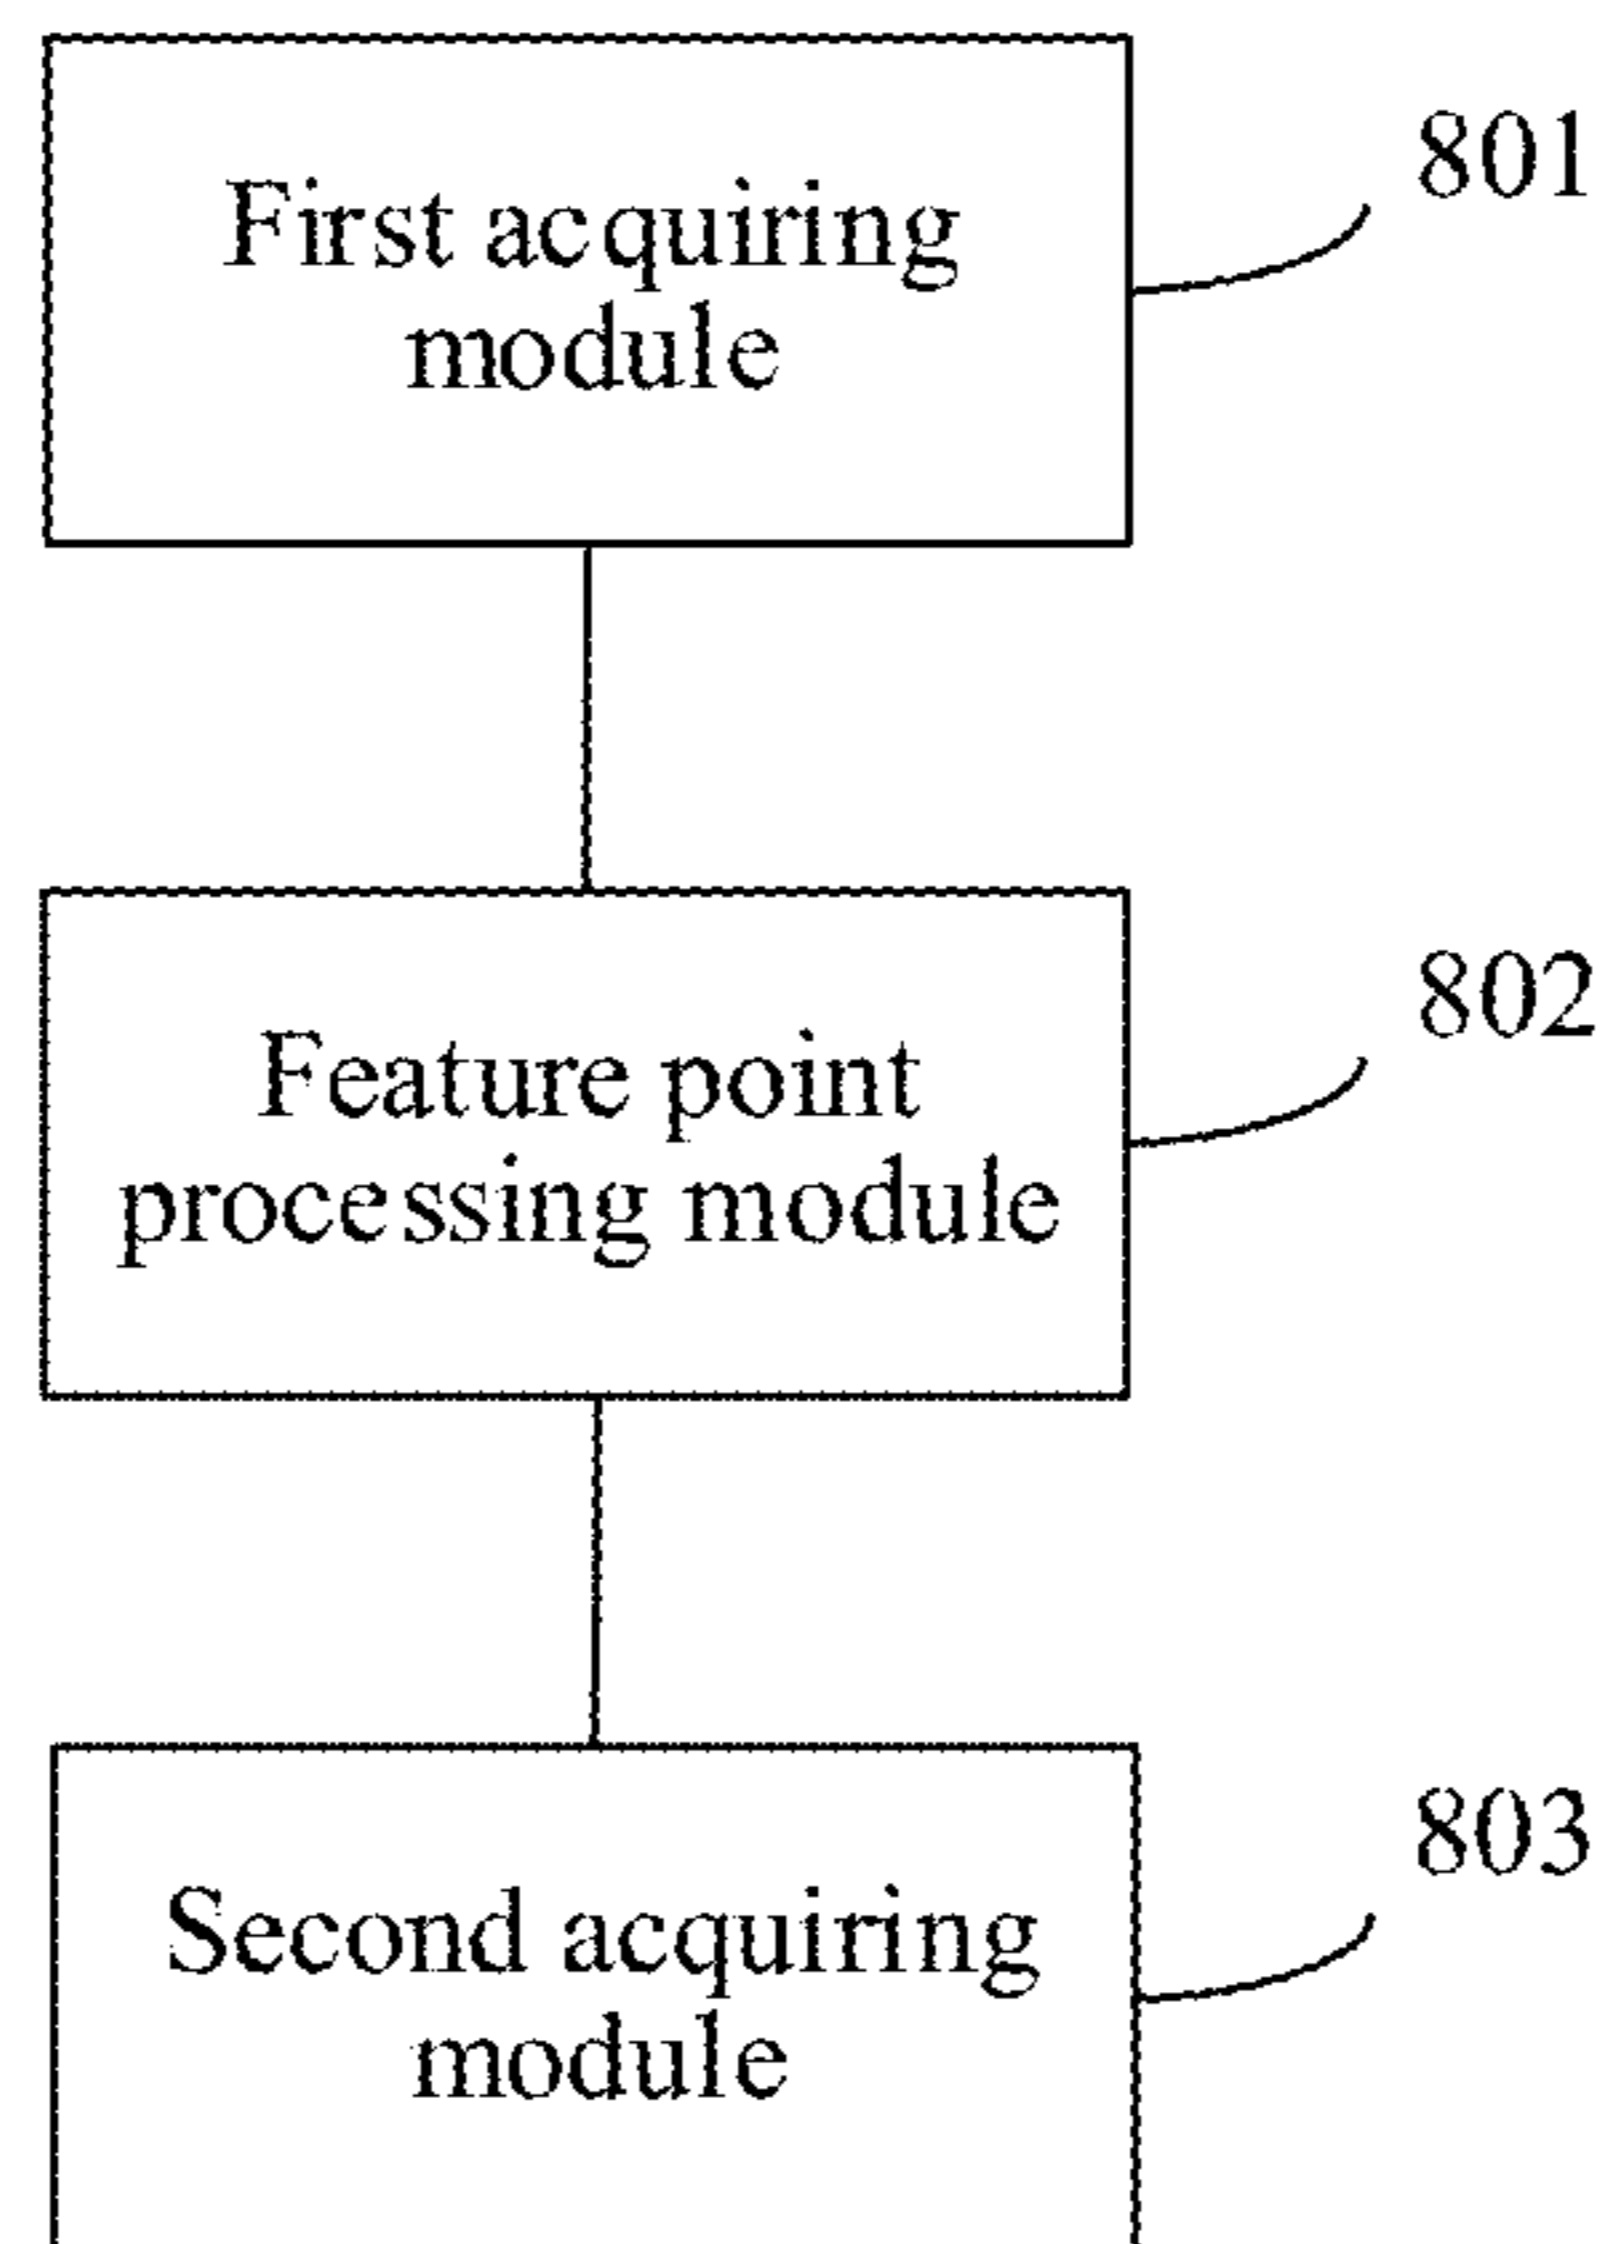 First acquiring
module
801
Feature point
processing module
802
Second acquiring
module
803